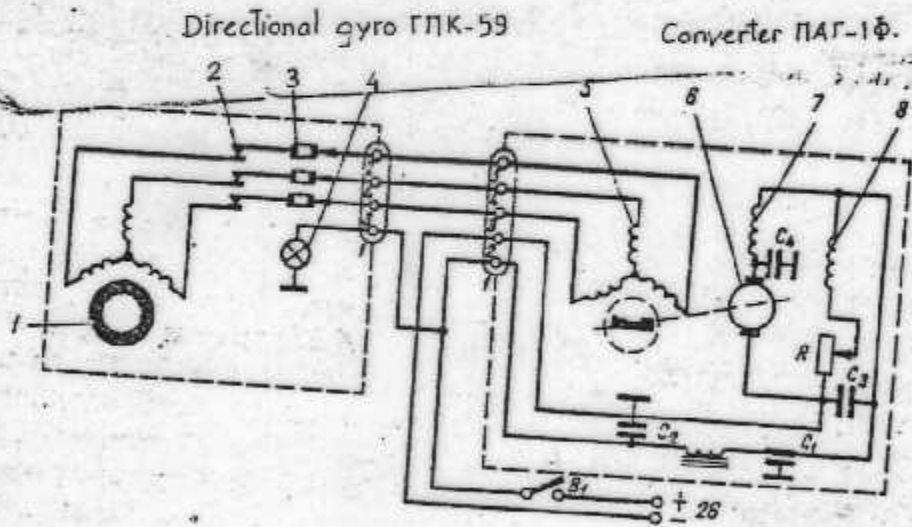 Directional gyro ГПК-59
Converter ПАГ-1Ф.
2
3
4
5
6
7
8
C4
1
R
C3
C2
C1
B1
+ 26
-